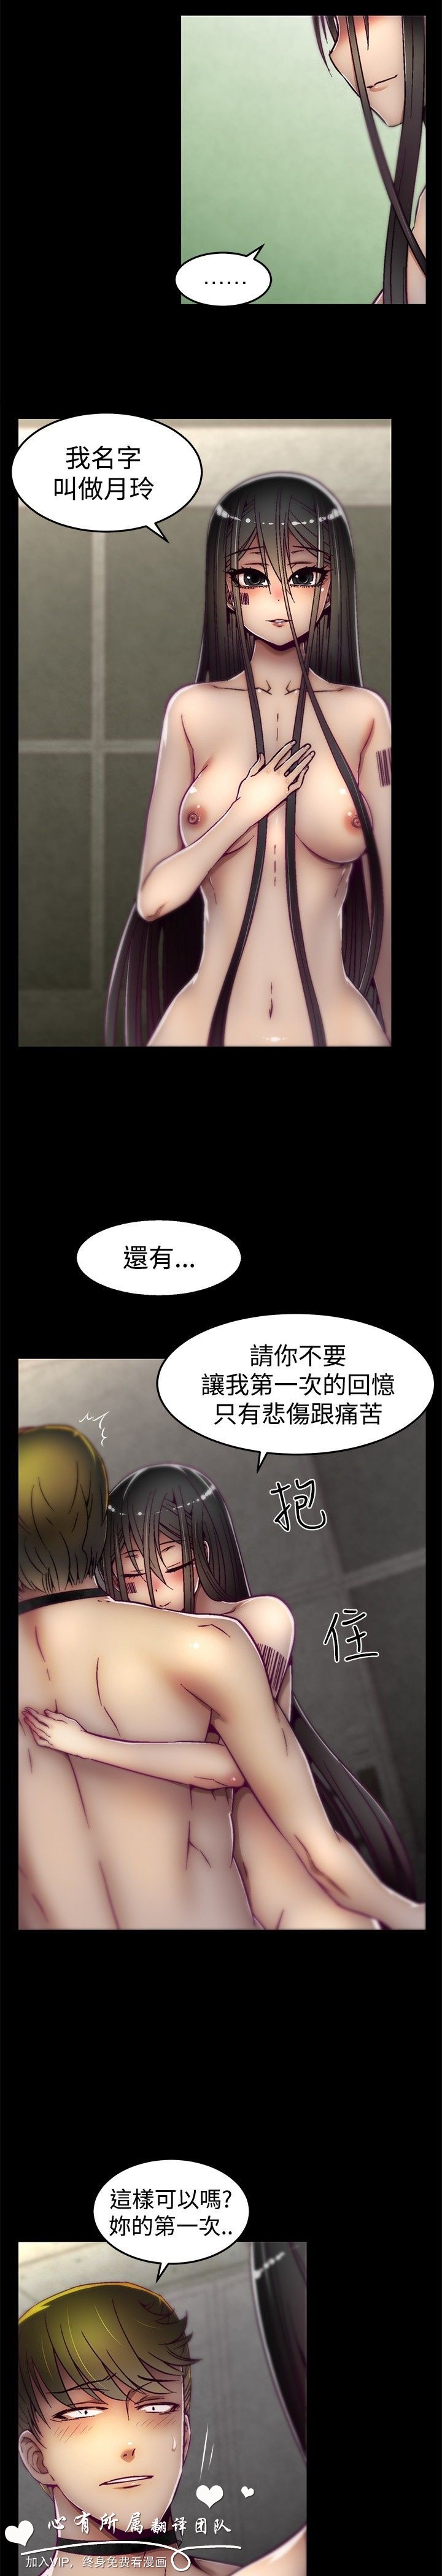 ......
我名字
叫做月玲
還有...
請你不要
讓我第一次的回憶
只有悲傷跟痛苦
抱
住
這樣可以嗎?
妳的第一次..
心有所属翻译团队
加入VIP，终身免费看漫画